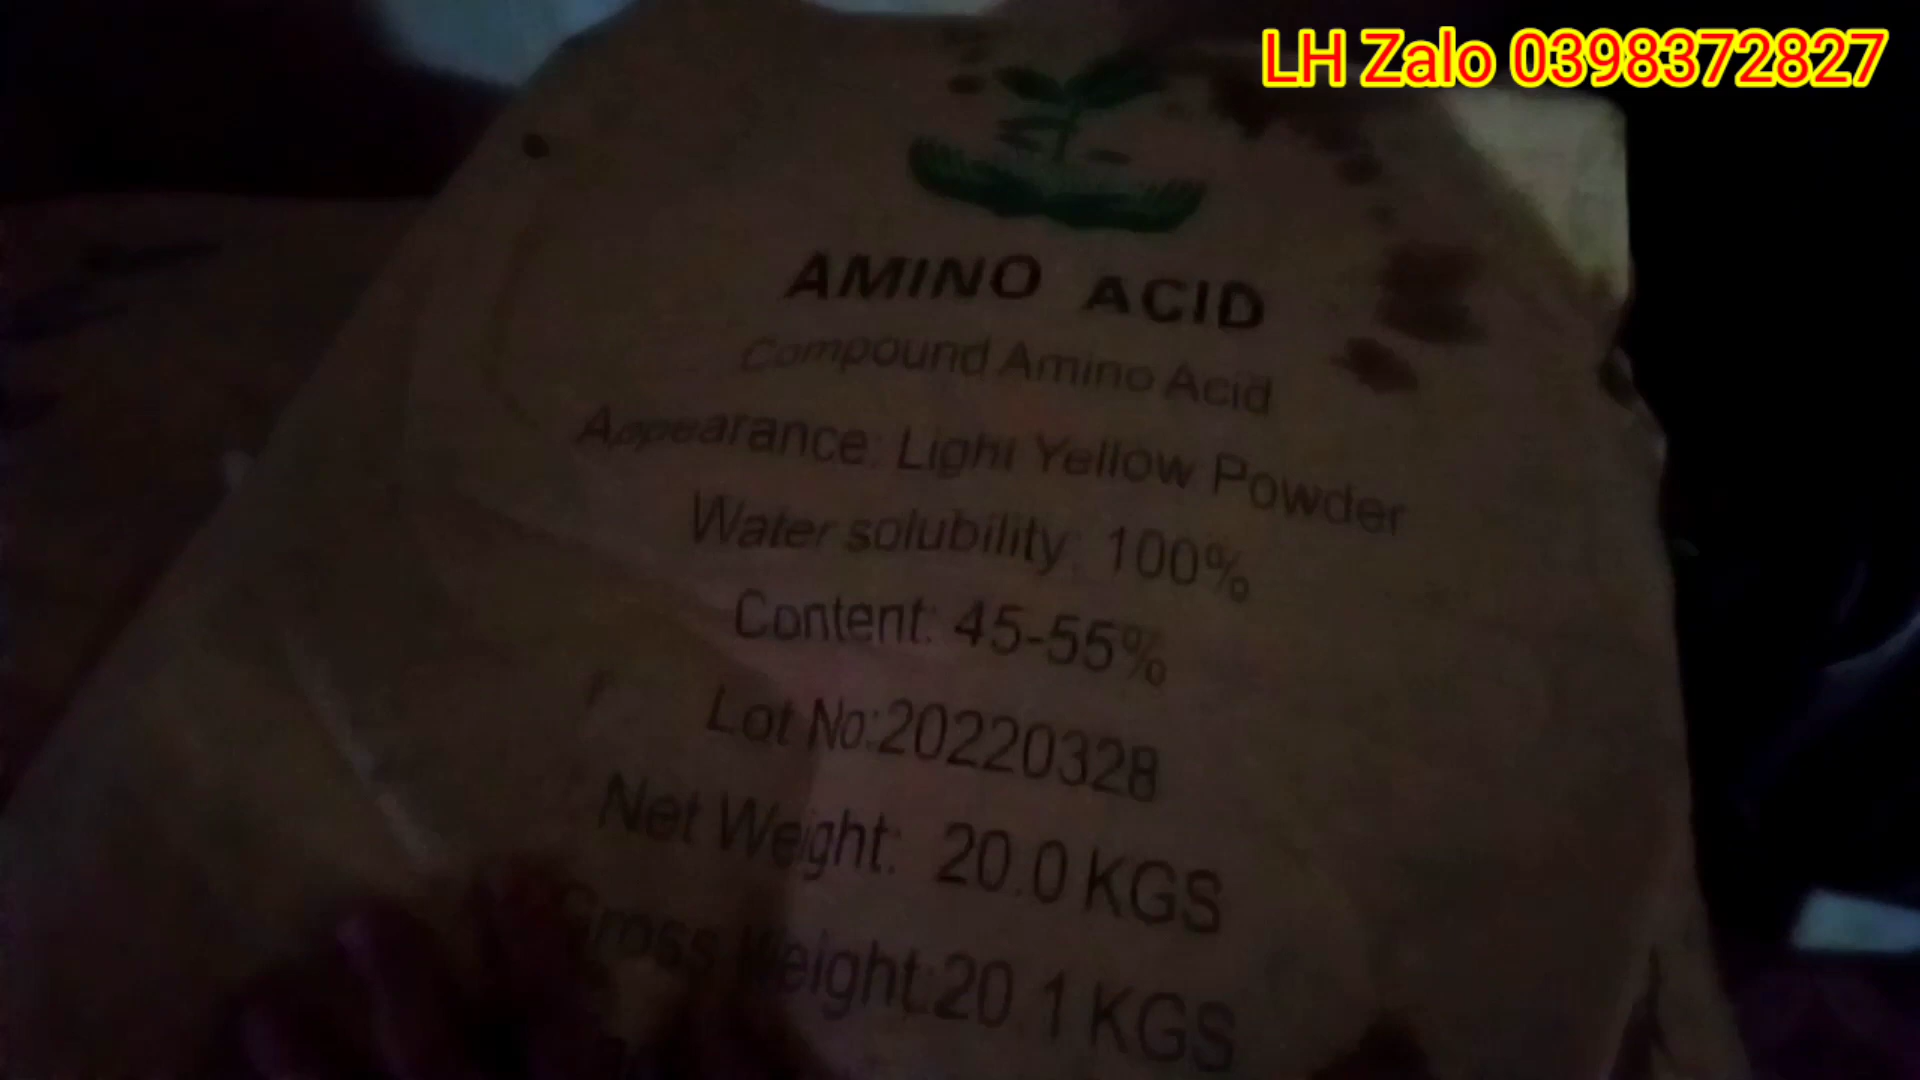 LH Zalo 0398372827
AMINO ACID
Compound Amino Acid
Appearance: Light Yellow Powder
Water solubility: 100%
Content: 45-55%
Lot No:20220328
Net Weight: 20.0 KGS
Gross Weight:20.1 KGS